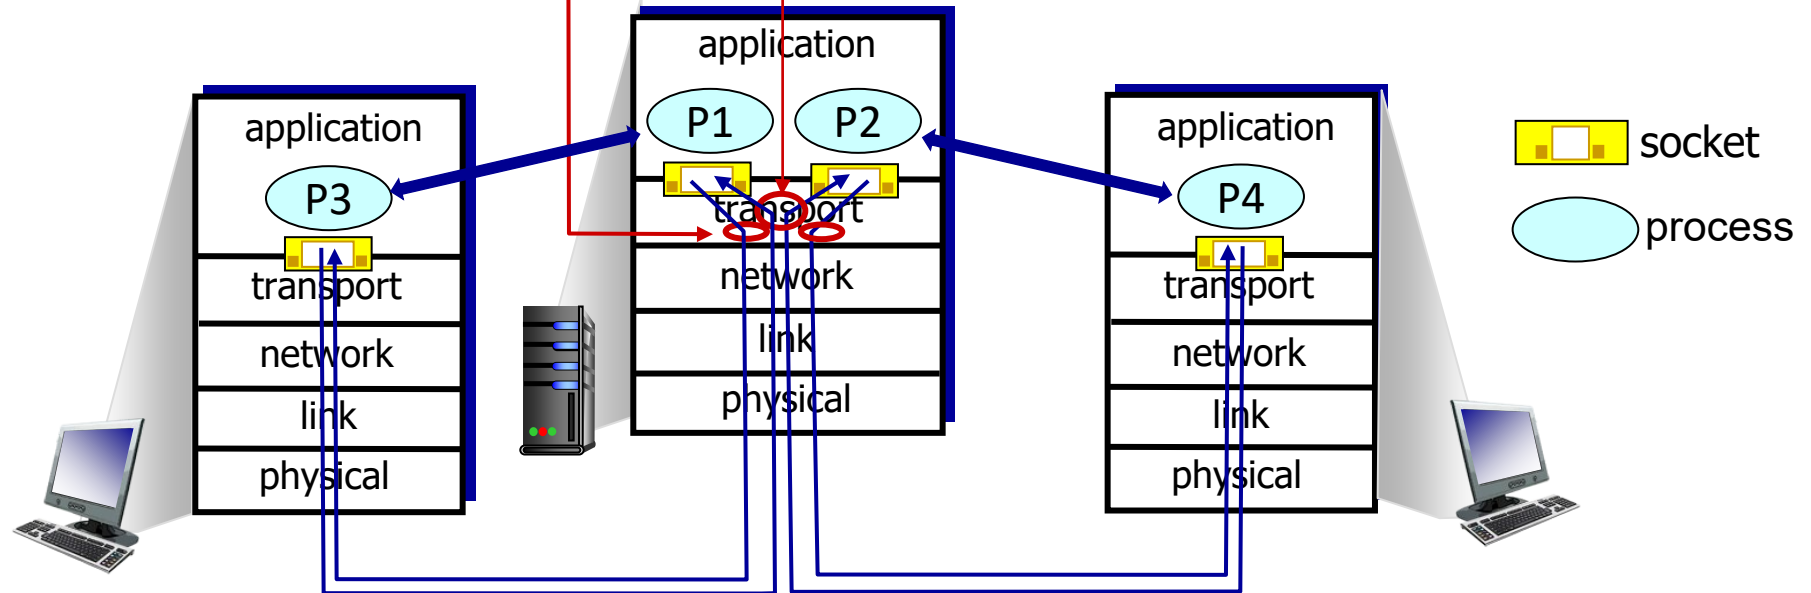 application
P1
P2
transport
network
link
physical
application
P3
transport
network
link
physical
application
P4
transport
network
link
physical
socket
process